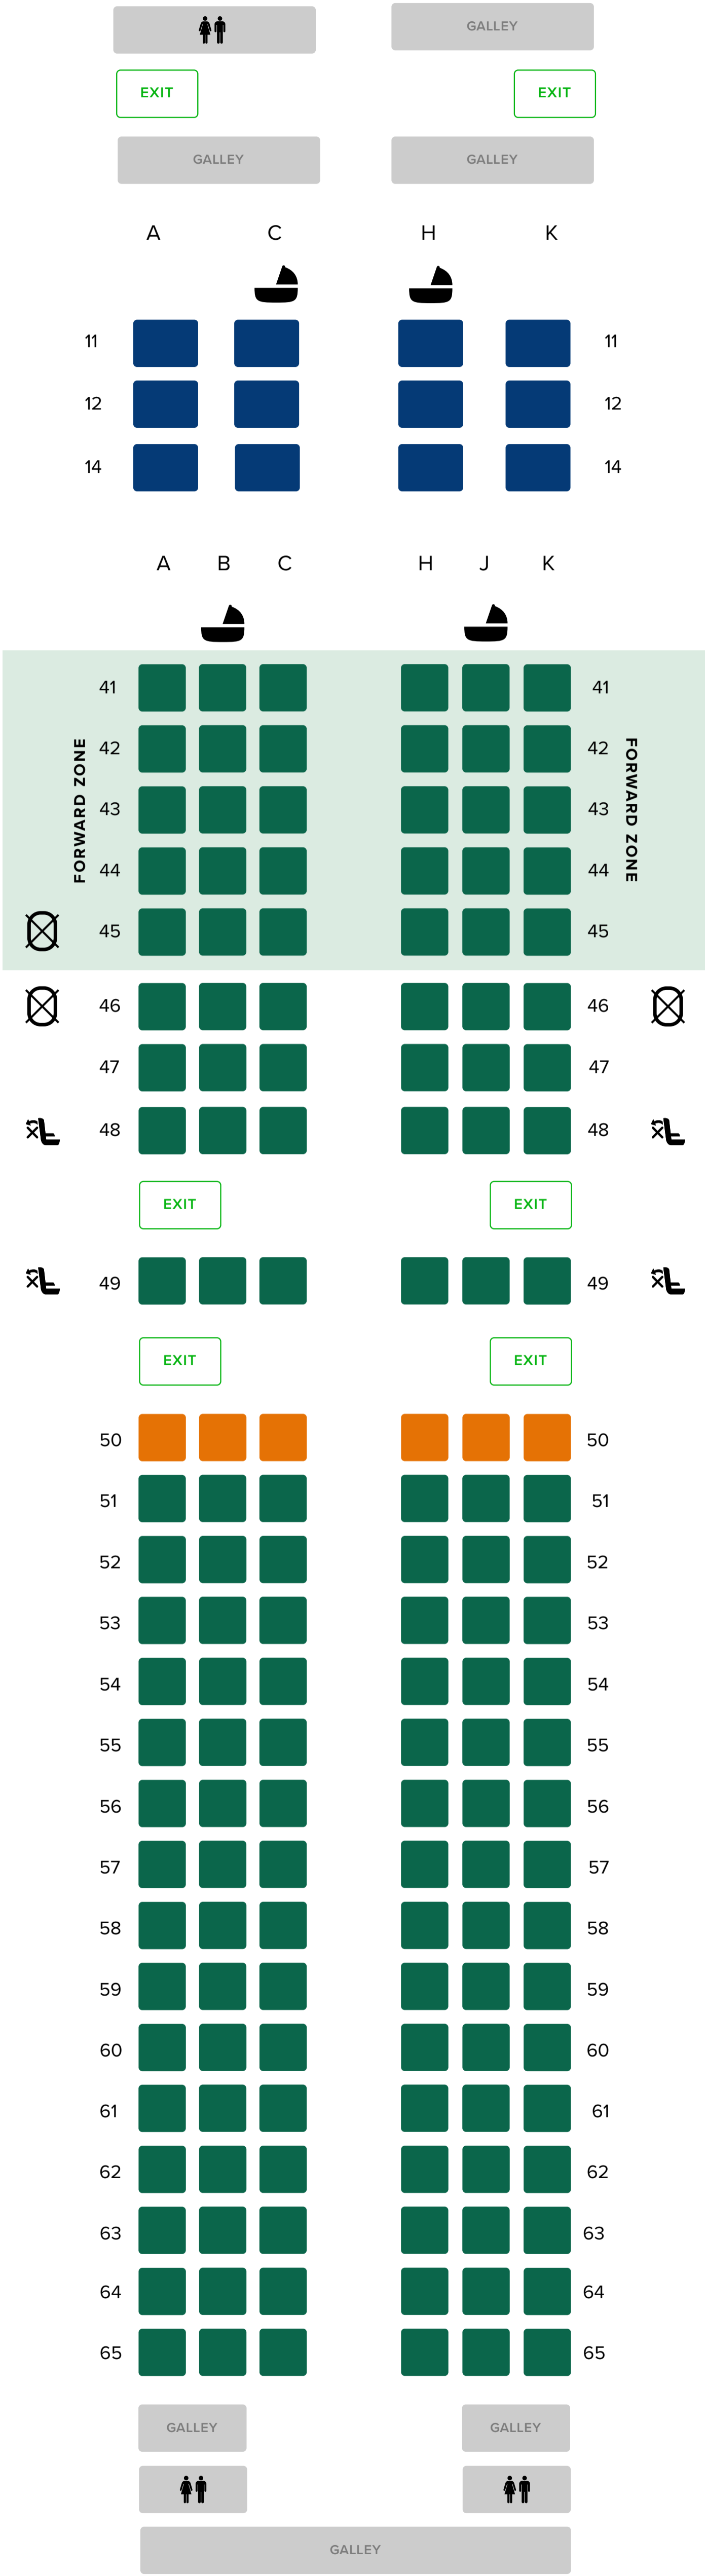 GALLEY
EXIT EXIT
GALLEY GALLEY
A C H K
11 11
12 12
14 14
A B C H J K
41 41
42 42
FORWARD ZONE FORWARD ZONE
43 43
44 44
45 45
46 46
47 47
48 48
EXIT EXIT
49 49
EXIT EXIT
50 50
51 51
52 52
53 53
54 54
55 55
56 56
57 57
58 58
59 59
60 60
61 61
62 62
63 63
64 64
65 65
GALLEY GALLEY
GALLEY